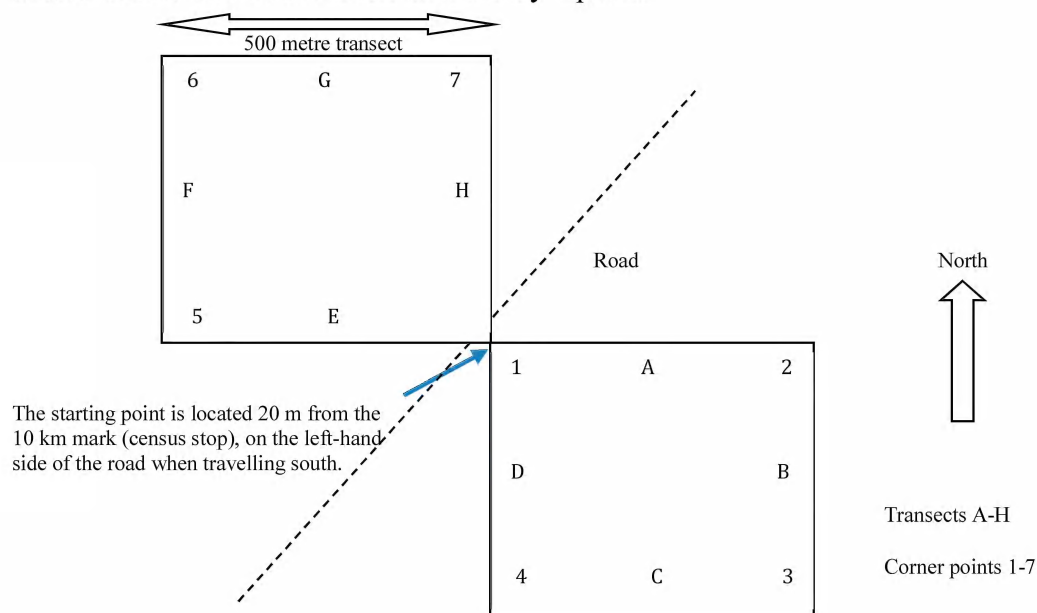 500 metre transect
6 G 7
F H
Road
North
5 E
1 A 2
The starting point is located 20 m from the
10 km mark (census stop), on the left-hand
side of the road when travelling south.
D B
Transects A-H
Corner points 1-7
4 C 3